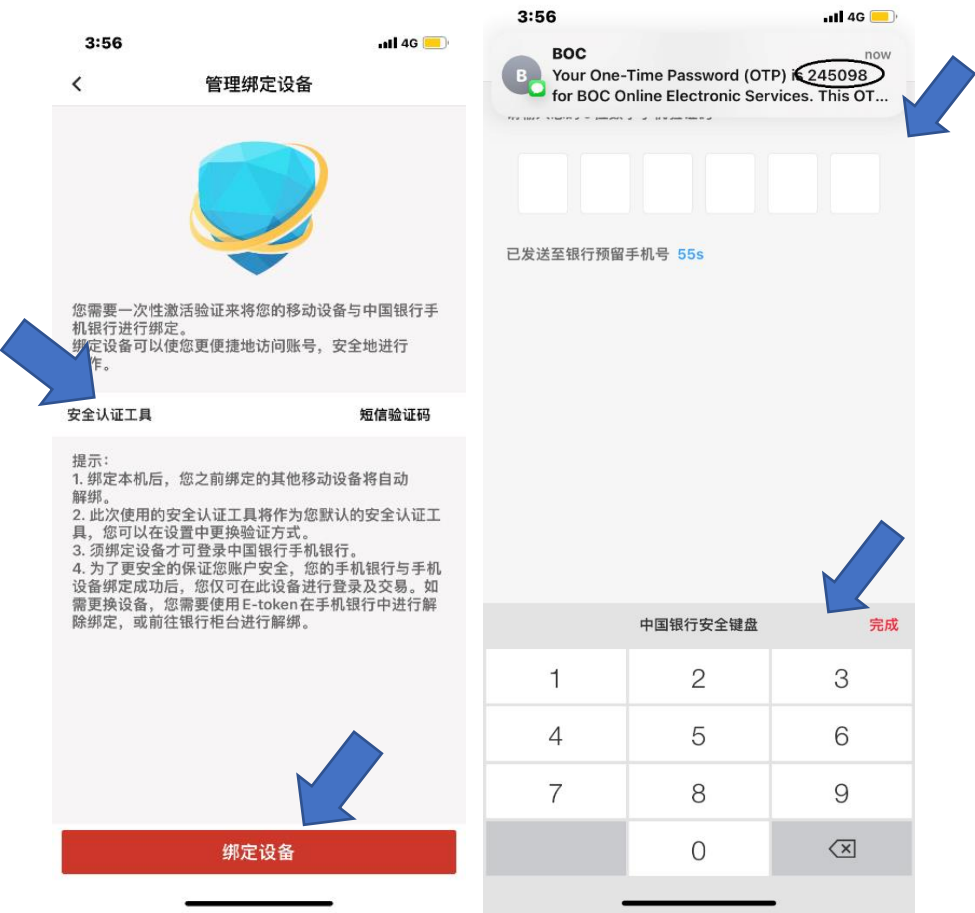 3:56
4G
管理绑定设备
您需要一次性激活验证来将您的移动设备与中国银行手
机银行进行绑定。
绑定设备可以使您更便捷地访问账号，安全地进行
作。
安全认证工具
短信验证码
提示：
1. 绑定本机后，您之前绑定的其他移动设备将自动
解绑。
2. 此次使用的安全认证工具将作为您默认的安全认证工
具，您可以在设置中更换验证方式。
3. 须绑定设备才可登录中国银行手机银行。
4. 为了更安全的保证您账户安全，您的手机银行与手机
设备绑定成功后，您仅可在此设备进行登录及交易。如
需更换设备，您需要使用E-token在手机银行中进行解
除绑定，或前往银行柜台进行解绑。
绑定设备
3:56
4G
B
BOC
now
Your One-Time Password (OTP) is 245098
for BOC Online Electronic Services. This OT...
已发送至银行预留手机号 55s
中国银行安全键盘
完成
1 2 3
4 5 6
7 8 9
0